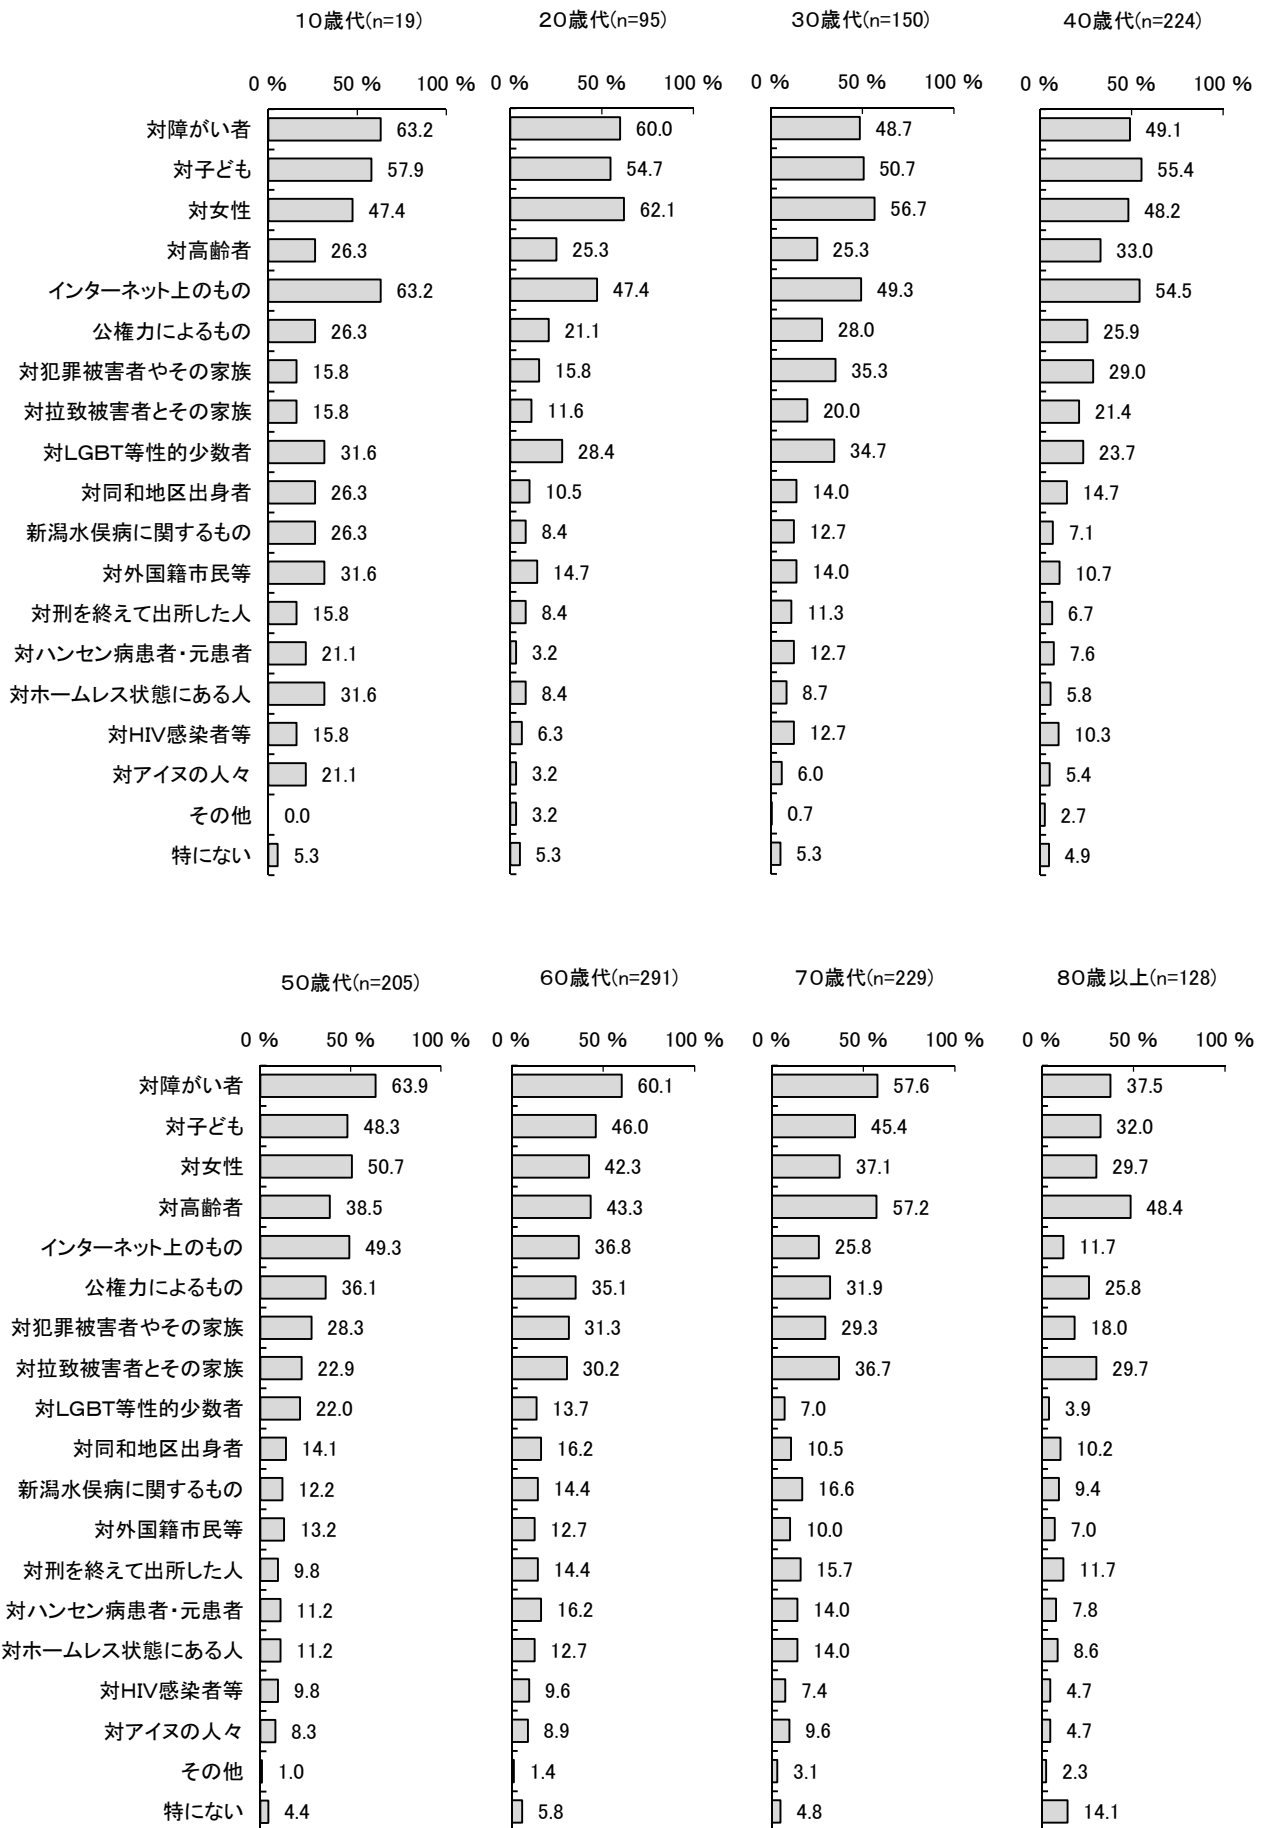 10歳代(n=19) 20歳代(n=95) 30歳代(n=150) 40歳代(n=224)
0 % 50 % 100 % 0 % 50 % 100 % 0 % 50 % 100 % 0 % 50 % 100 %
対障がい者 63.2 60.0 48.7 49.1
対子ども 57.9 54.7 50.7 55.4
対女性 47.4 62.1 56.7 48.2
対高齢者 26.3 25.3 25.3 33.0
インターネット上のもの 63.2 47.4 49.3 54.5
公権力によるもの 26.3 21.1 28.0 25.9
対犯罪被害者やその家族 15.8 15.8 35.3 29.0
対拉致被害者とその家族 15.8 11.6 20.0 21.4
対LGBT等性的少数者 31.6 28.4 34.7 23.7
対同和地区出身者 26.3 10.5 14.0 14.7
新潟水俣病に関するもの 26.3 8.4 12.7 7.1
対外国籍市民等 31.6 14.7 14.0 10.7
対刑を終えて出所した人 15.8 8.4 11.3 6.7
対ハンセン病患者・元患者 21.1 3.2 12.7 7.6
対ホームレス状態にある人 31.6 8.4 8.7 5.8
対HIV感染者等 15.8 6.3 12.7 10.3
対アイヌの人々 21.1 3.2 6.0 5.4
その他 0.0 3.2 0.7 2.7
特にない 5.3 5.3 5.3 4.9
50歳代(n=205) 60歳代(n=291) 70歳代(n=229) 80歳以上(n=128)
0 % 50 % 100 % 0 % 50 % 100 % 0 % 50 % 100 % 0 % 50 % 100 %
対障がい者 63.9 60.1 57.6 37.5
対子ども 48.3 46.0 45.4 32.0
対女性 50.7 42.3 37.1 29.7
対高齢者 38.5 43.3 57.2 48.4
インターネット上のもの 49.3 36.8 25.8 11.7
公権力によるもの 36.1 35.1 31.9 25.8
対犯罪被害者やその家族 28.3 31.3 29.3 18.0
対拉致被害者とその家族 22.9 30.2 36.7 29.7
対LGBT等性的少数者 22.0 13.7 7.0 3.9
対同和地区出身者 14.1 16.2 10.5 10.2
新潟水俣病に関するもの 12.2 14.4 16.6 9.4
対外国籍市民等 13.2 12.7 10.0 7.0
対刑を終えて出所した人 9.8 14.4 15.7 11.7
対ハンセン病患者・元患者 11.2 16.2 14.0 7.8
対ホームレス状態にある人 11.2 12.7 14.0 8.6
対HIV感染者等 9.8 9.6 7.4 4.7
対アイヌの人々 8.3 8.9 9.6 4.7
その他 1.0 1.4 3.1 2.3
特にない 4.4 5.8 4.8 14.1